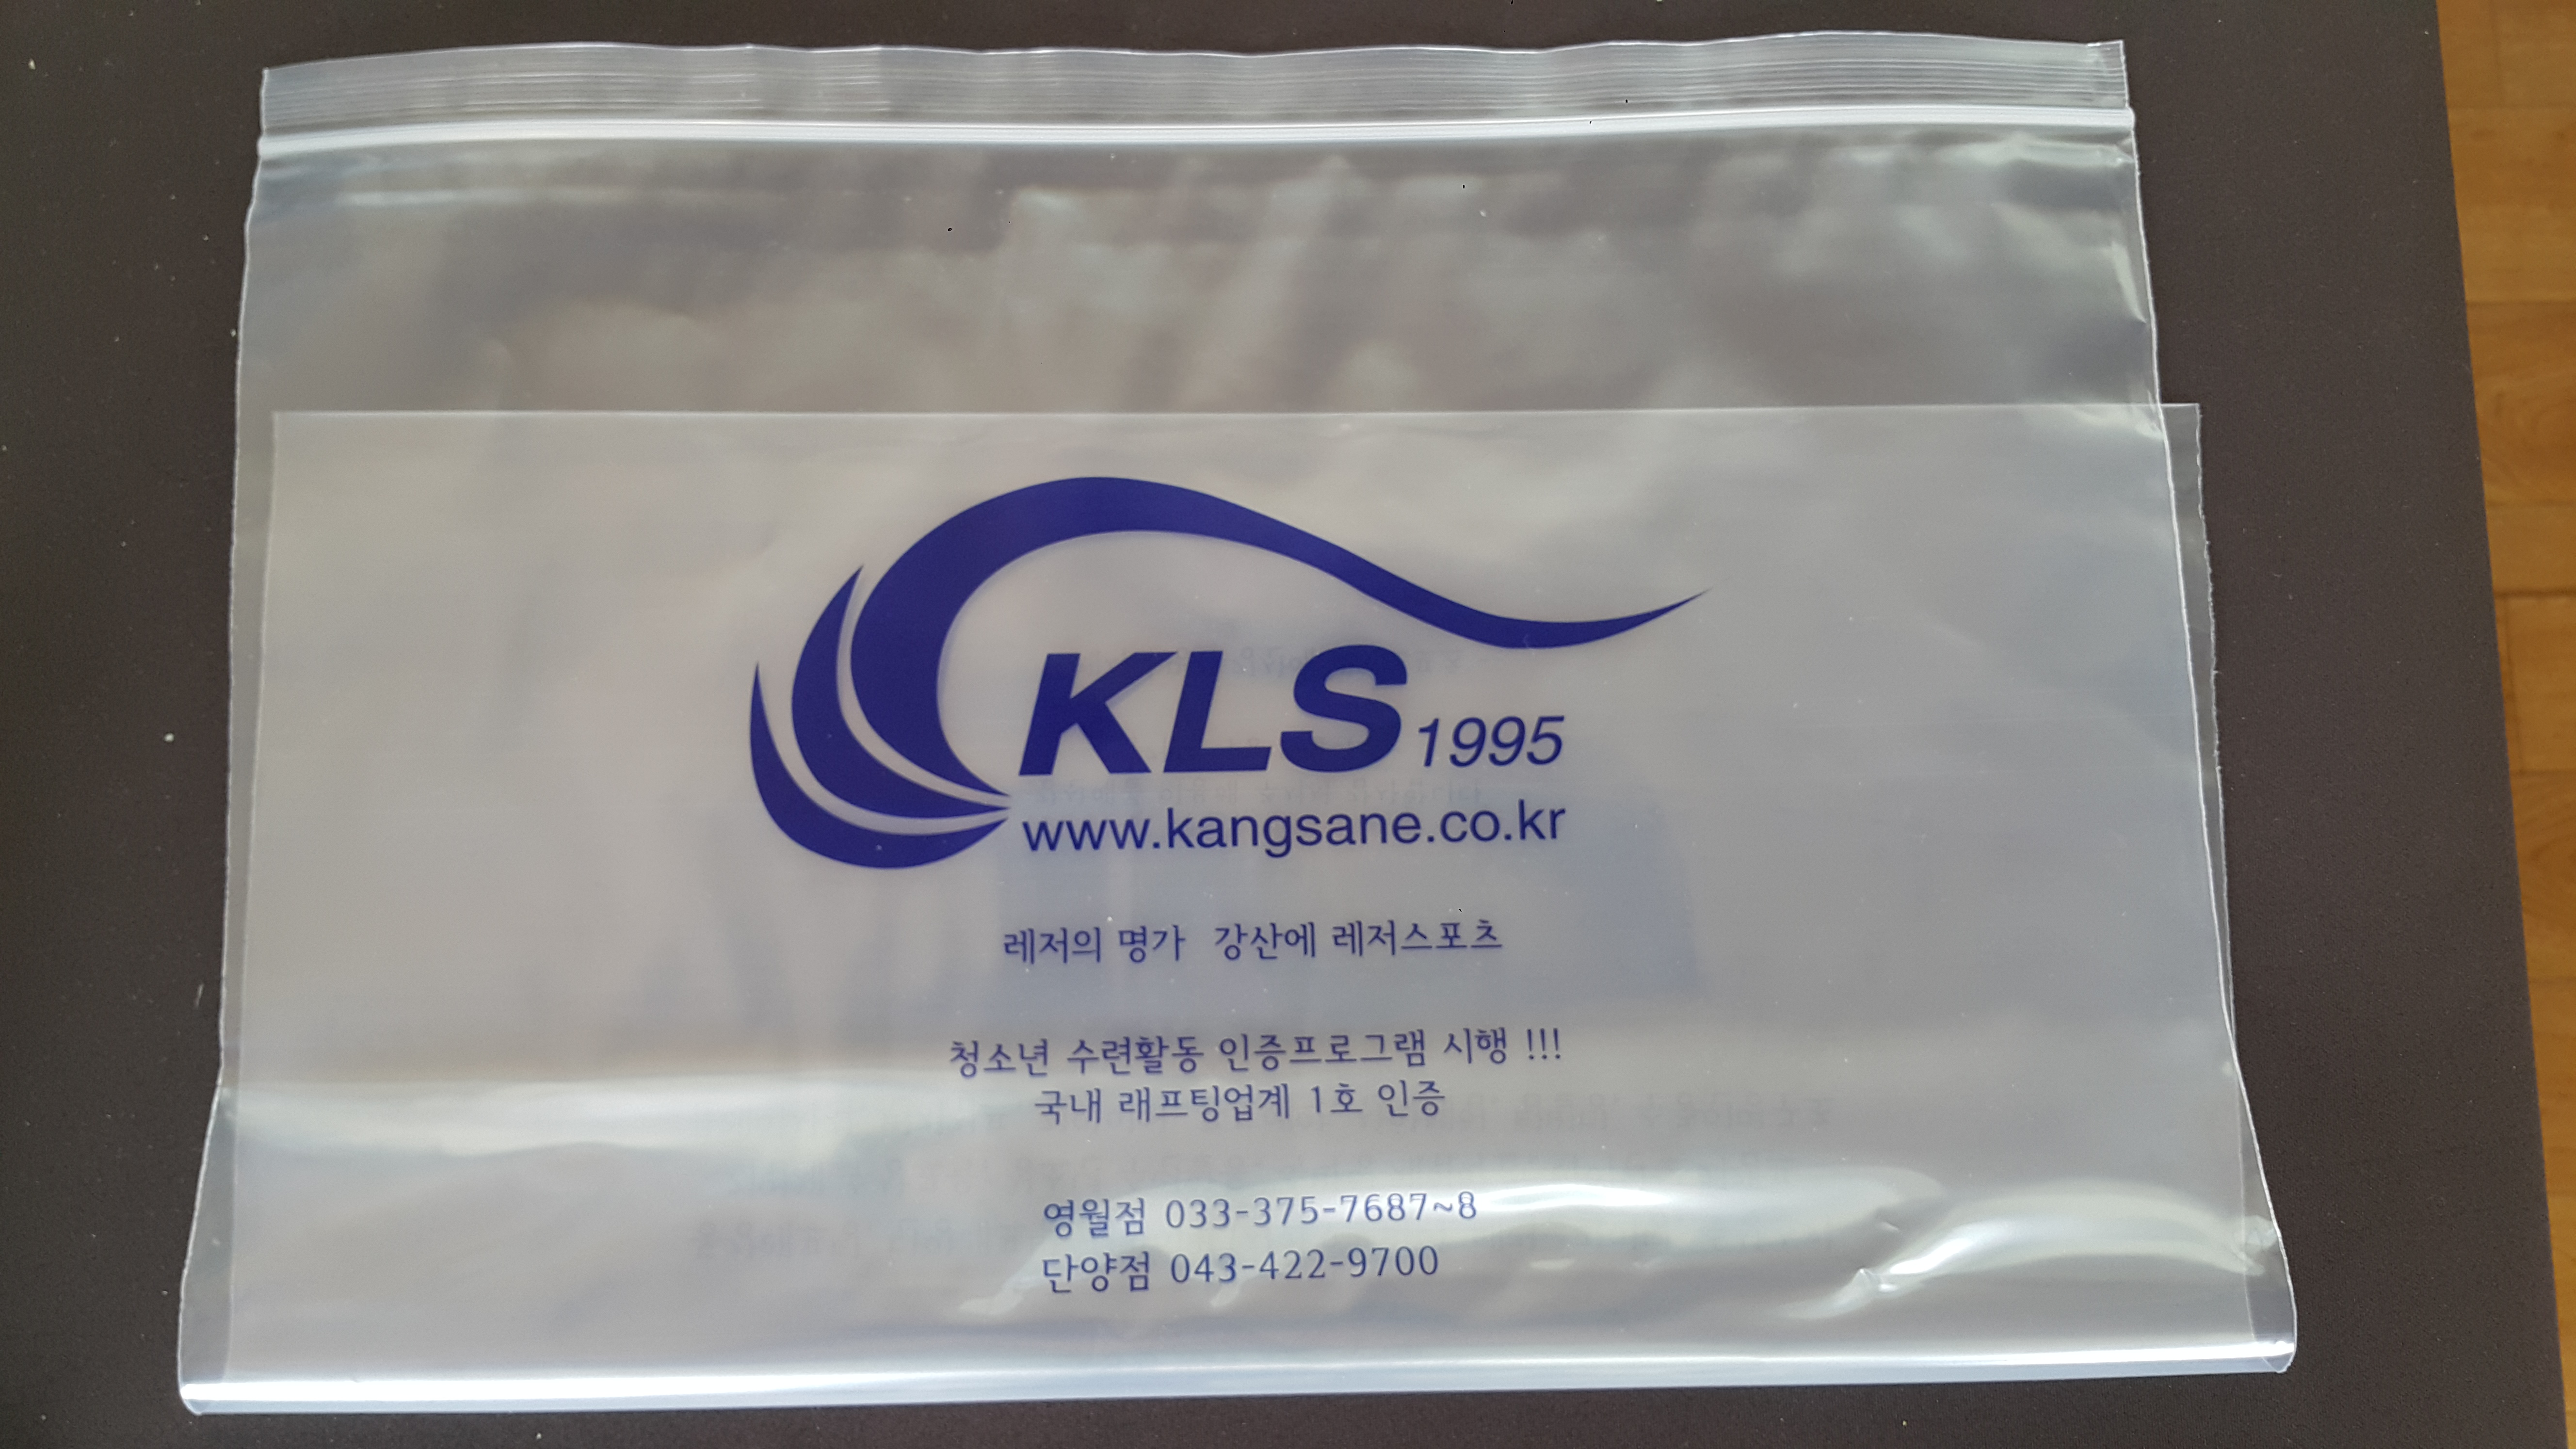 KLS 1995
www.kangsane.co.kr
레저의 명가 강산에 레저스포츠
청소년 수련활동 인증프로그램 시행 !!!
국내 래프팅업계 1호 인증
영월점 033-375-7687~8
단양점 043-422-9700